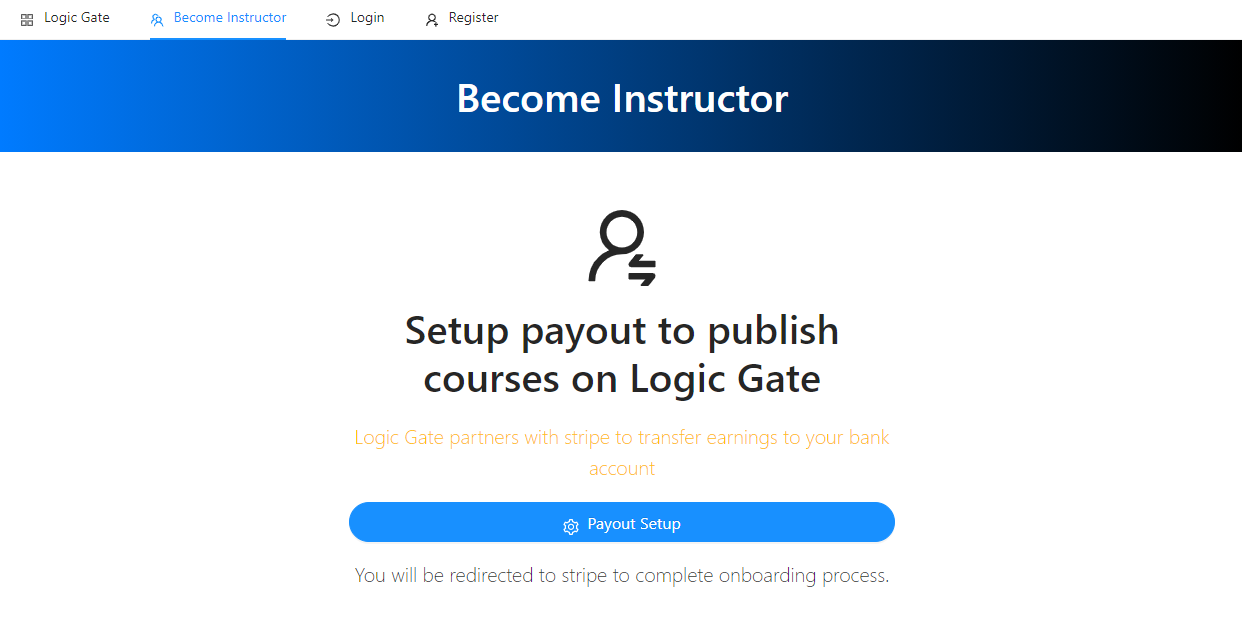 Logic Gate Become Instructor Login Register
Become Instructor
Setup payout to publish
courses on Logic Gate
Logic Gate partners with stripe to transfer earnings to your bank
account
Payout Setup
You will be redirected to stripe to complete onboarding process.